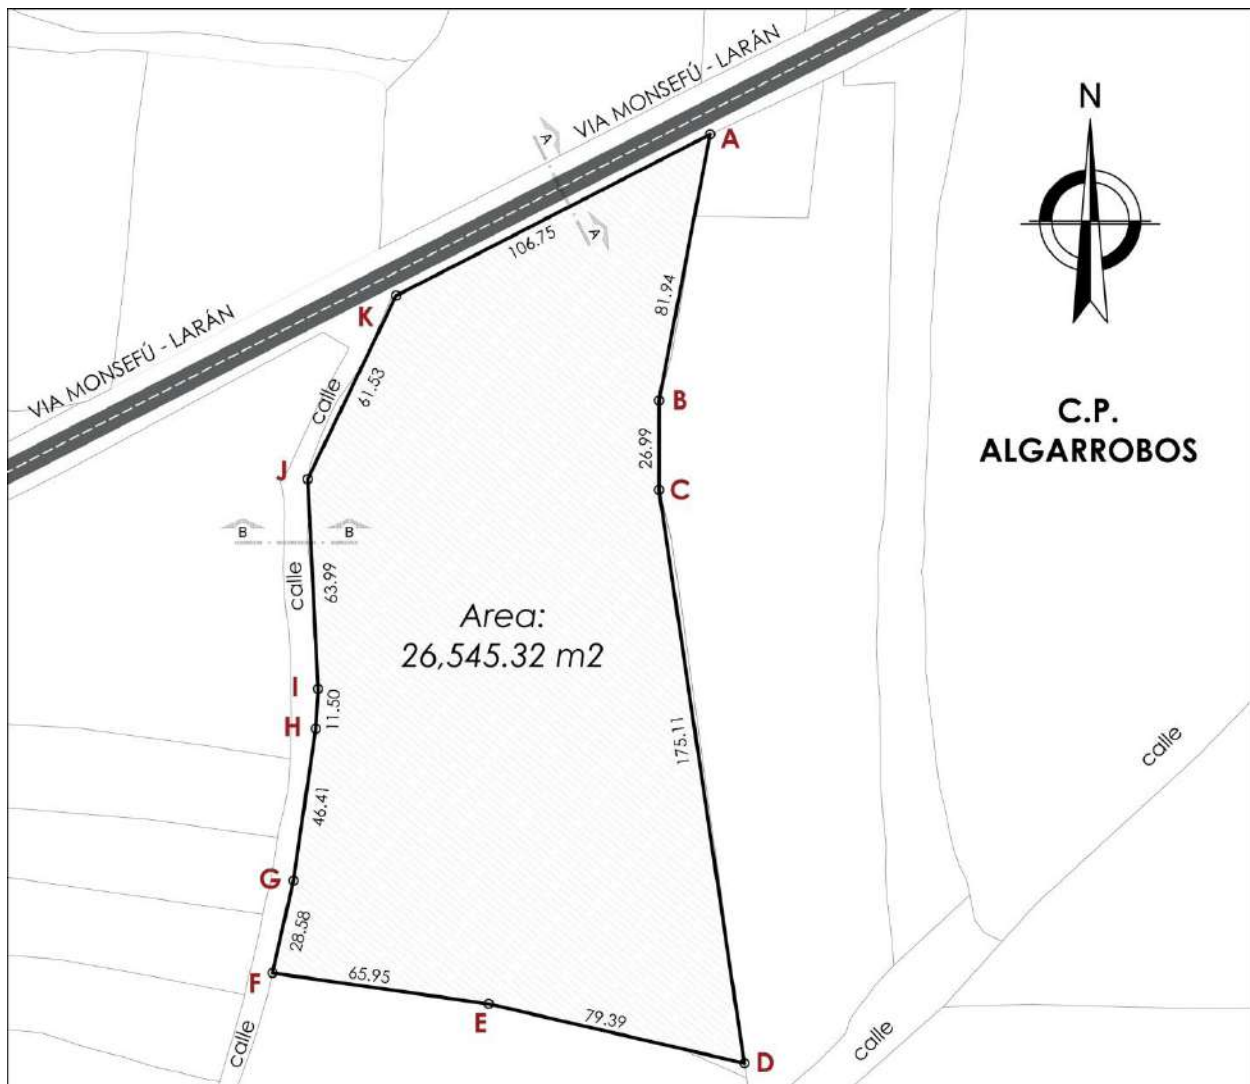 VIA MONSEFÚ - LARÁN
N
A
A
A
106.75
81.94
K
VIA MONSEFÚ - LARÁN
calle
61.53
B
C.P.
ALGARROBOS
26.99
J
C
B
B
calle
63.99
Area:
26,545.32 m2
I
11.50
H
175.11
calle
46.41
G
28.58
F
65.95
E
79.39
D
calle
calle